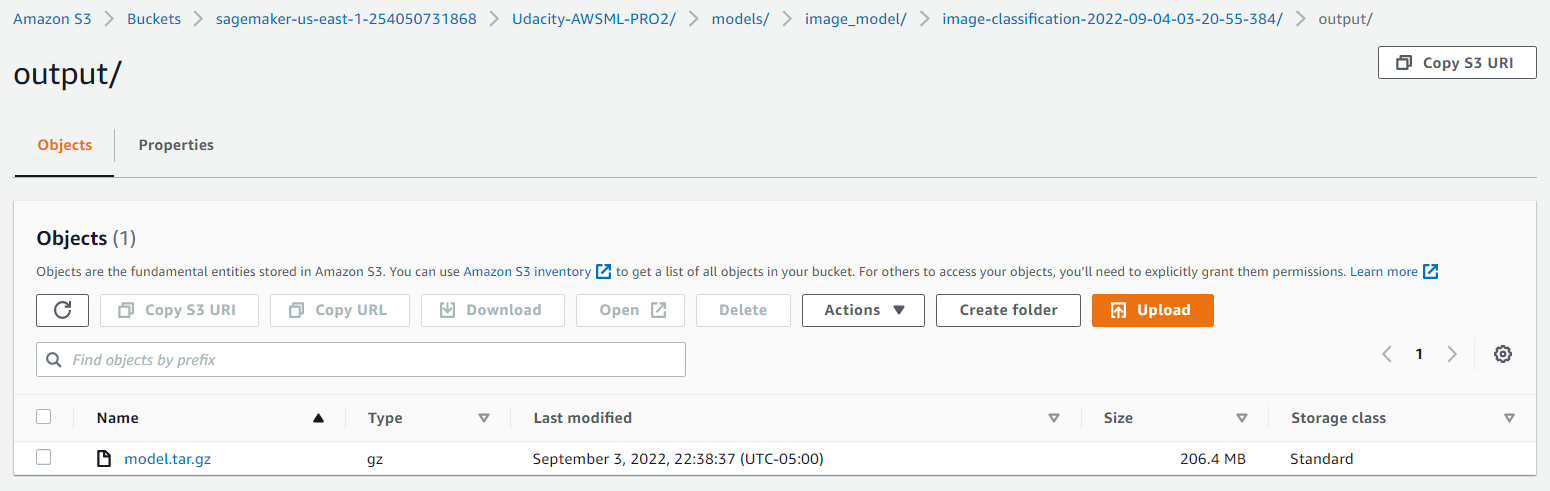 Amazon S3 > Buckets > sagemaker-us-east-1-254050731868 > Udacity-AWSML-PRO2/ > models/ > image_model/ > image-classification-2022-09-04-03-20-55-384/ > output/
output/
Copy S3 URI
Objects
Properties
Objects (1)
Objects are the fundamental entities stored in Amazon S3. You can use Amazon S3 inventory to get a list of all objects in your bucket. For others to access your objects, you’ll need to explicitly grant them permissions. Learn more
Copy S3 URI Copy URL Download Open Delete Actions Create folder Upload
Find objects by prefix
1
Name Type Last modified Size Storage class
model.tar.gz gz September 3, 2022, 22:38:37 (UTC-05:00) 206.4 MB Standard